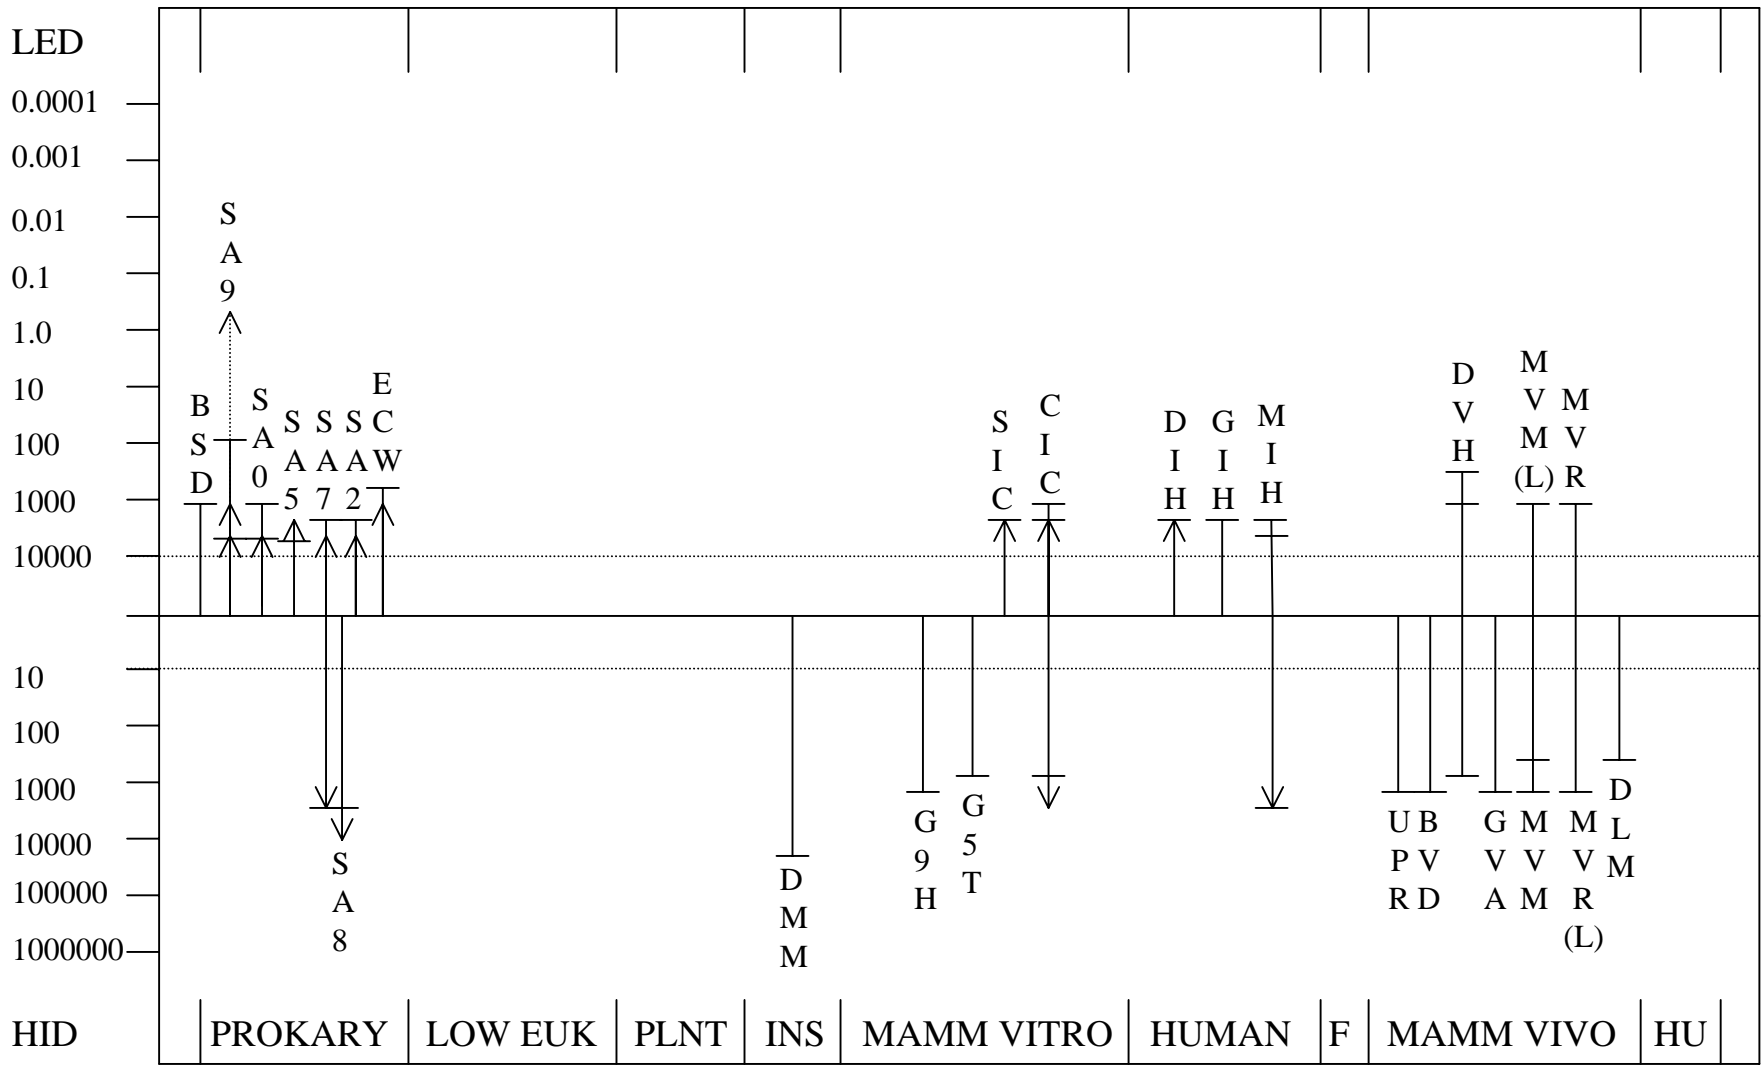 LED
0.0001
0.001
0.01
0.1
1.0
10
100
1000
10000
10
100
1000
10000
100000
1000000
HID
BSD
SA9
SA0
SA5
SA7
SA2
ECW
SA8
DMM
G9H
G5T
SIC
CIC
DIH
GIH
MIH
UPR
BVD
DVH
GVA
MVM(L)
MVM
MVR
MVR(L)
DLM
PROKARY
LOW EUK
PLNT
INS
MAMM VITRO
HUMAN
F
MAMM VIVO
HU